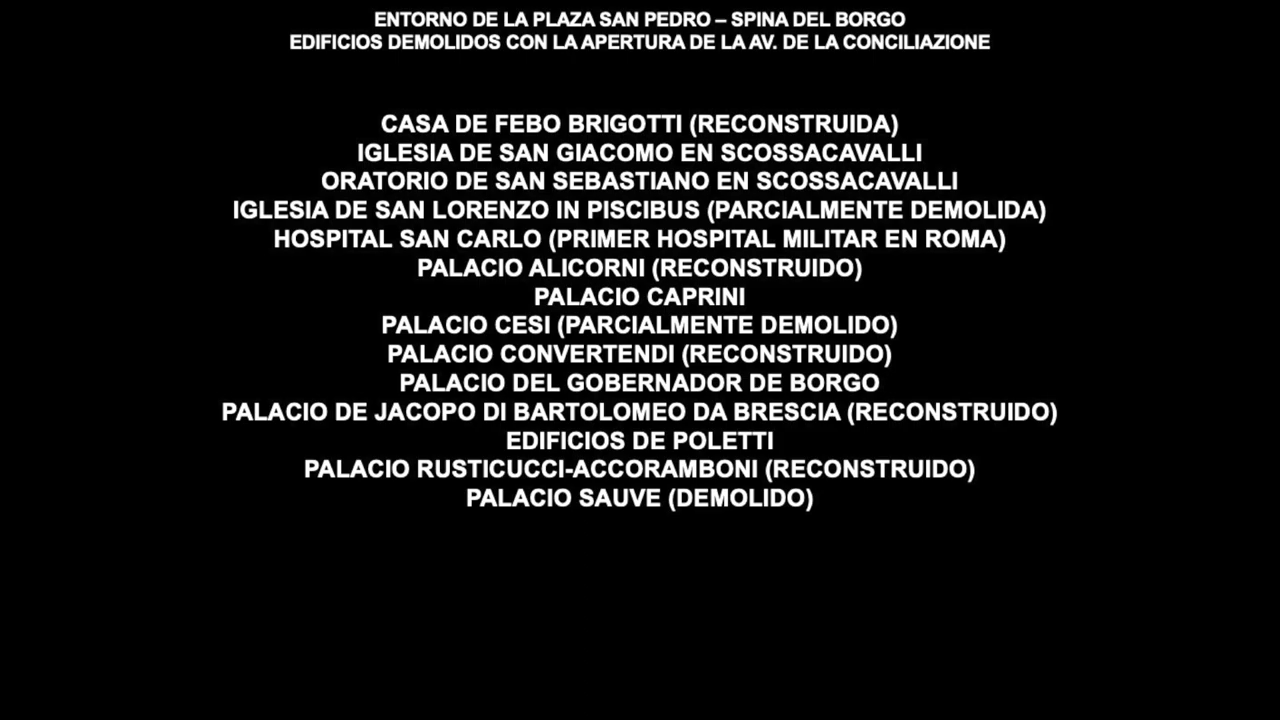 ENTORNO DE LA PLAZA SAN PEDRO – SPINA DEL BORGO
EDIFICIOS DEMOLIDOS CON LA APERTURA DE LA AV. DE LA CONCILIAZIONE
CASA DE FEBO BRIGOTTI (RECONSTRUIDA)
IGLESIA DE SAN GIACOMO EN SCOSSACAVALLI
ORATORIO DE SAN SEBASTIANO EN SCOSSACAVALLI
IGLESIA DE SAN LORENZO IN PISCIBUS (PARCIALMENTE DEMOLIDA)
HOSPITAL SAN CARLO (PRIMER HOSPITAL MILITAR EN ROMA)
PALACIO ALICORNI (RECONSTRUIDO)
PALACIO CAPRINI
PALACIO CESI (PARCIALMENTE DEMOLIDO)
PALACIO CONVERTENDI (RECONSTRUIDO)
PALACIO DEL GOBERNADOR DE BORGO
PALACIO DE JACOPO DI BARTOLOMEO DA BRESCIA (RECONSTRUIDO)
EDIFICIOS DE POLETTI
PALACIO RUSTICUCCI-ACCORAMBONI (RECONSTRUIDO)
PALACIO SAUVE (DEMOLIDO)